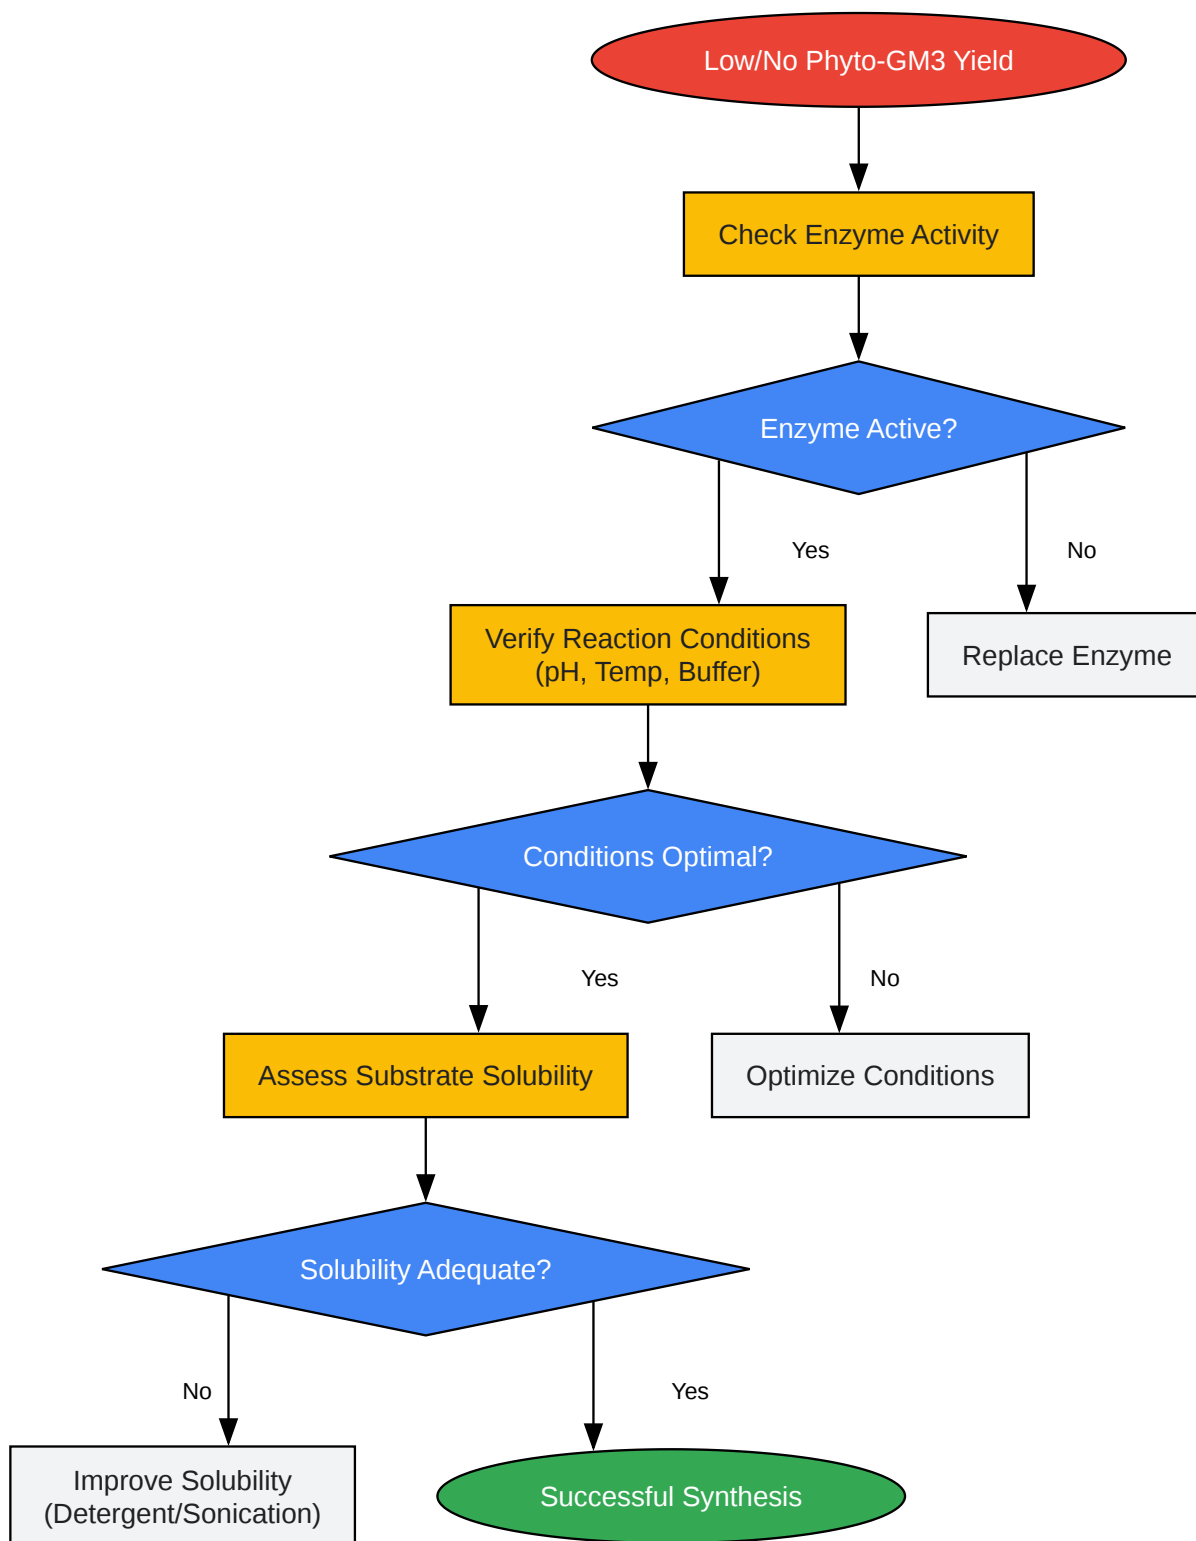 Low/No Phyto-GM3 Yield
Check Enzyme Activity
Enzyme Active?
Yes
No
Verify Reaction Conditions
(pH, Temp, Buffer)
Replace Enzyme
Conditions Optimal?
Yes
No
Assess Substrate Solubility
Optimize Conditions
Solubility Adequate?
No
Yes
Improve Solubility
(Detergent/Sonication)
Successful Synthesis